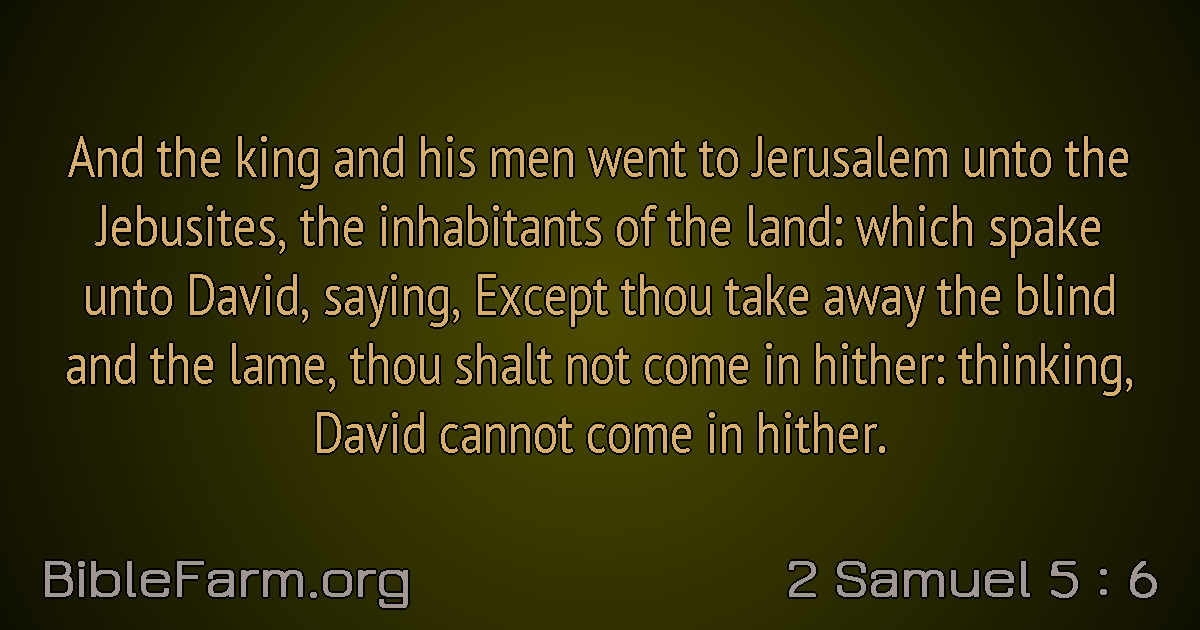 And the king and his men went to Jerusalem unto the
Jebusites, the inhabitants of the land: which spake
unto David, saying, Except thou take away the blind
and the lame, thou shalt not come in hither: thinking,
David cannot come in hither.
BibleFarm.org
2 Samuel 5 : 6